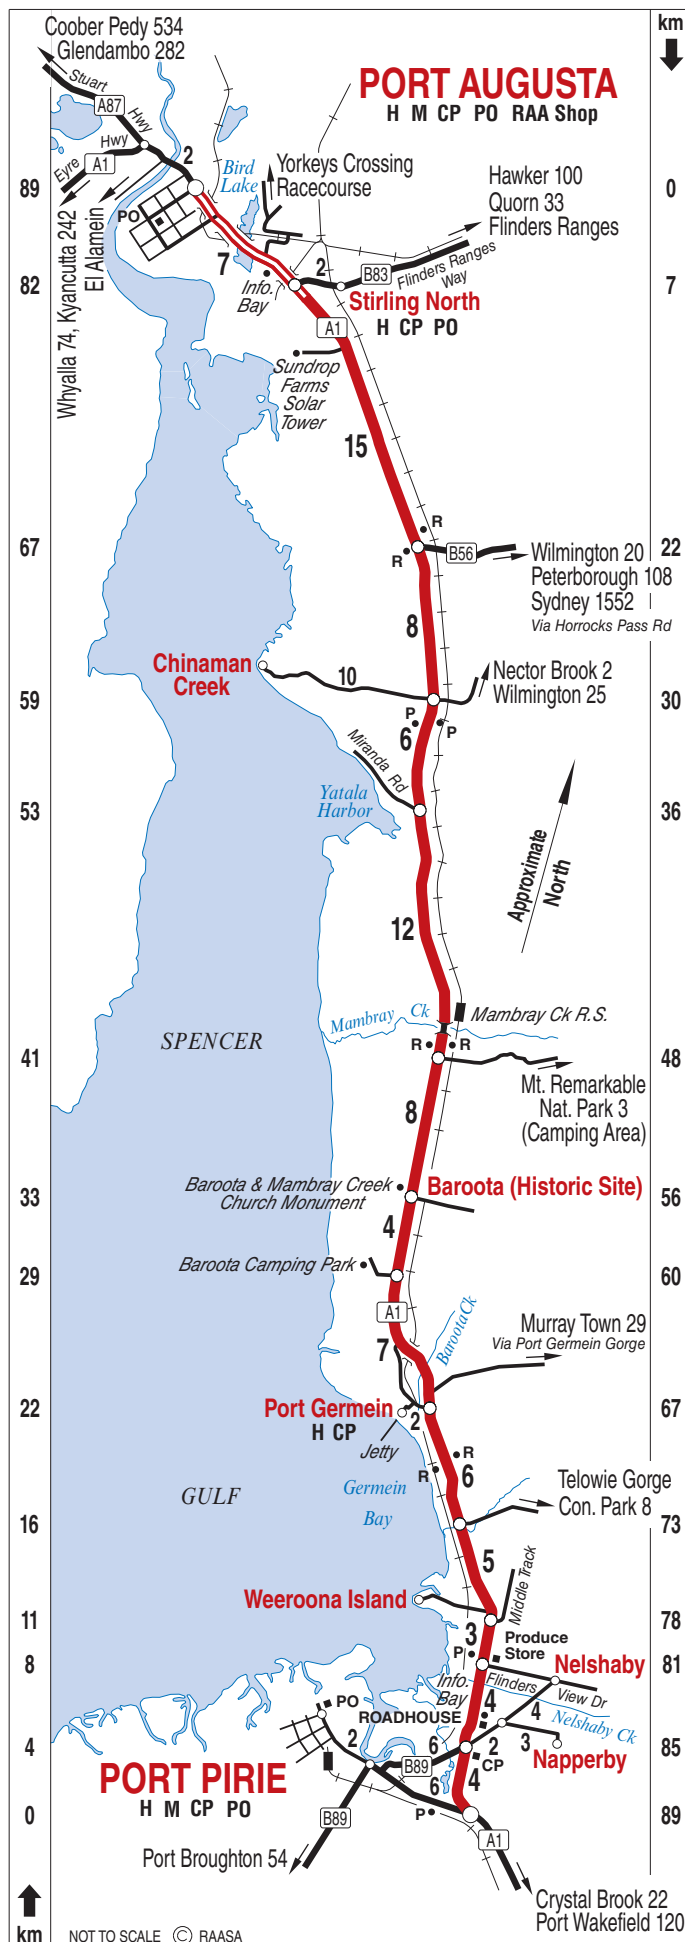 Coober Pedy 534
Glendambo 282
km
PORT AUGUSTA
H M CP PO RAA Shop
Stuart
Hwy
A87
Eyre
Hwy
A1
2
Bird
Lake
Yorkeys Crossing
Racecourse
Hawker 100
Quorn 33
Flinders Ranges
89
0
PO
Whyalla 74, Kyancutta 242
El Alamein
7
Info.
Bay
2
B83
Flinders Ranges
Way
82
7
Stirling North
H CP PO
A1
Sundrop
Farms
Solar
Tower
15
R
67
22
R
B56
Wilmington 20
Peterborough 108
Sydney 1552
Via Horrocks Pass Rd
8
Chinaman
Creek
10
Nector Brook 2
Wilmington 25
59
30
P
P
6
Miranda Rd
Yatala
Harbor
53
36
Approximate
North
12
Mambray Ck
Mambray Ck R.S.
SPENCER
R
R
41
48
Mt. Remarkable
Nat. Park 3
(Camping Area)
8
Baroota & Mambray Creek
Church Monument
Baroota (Historic Site)
33
56
4
Baroota Camping Park
29
60
A1
Baroota Ck
Murray Town 29
Via Port Germein Gorge
7
Port Germein
H CP
2
22
67
Jetty
R
R
6
Germein
Bay
GULF
Telowie Gorge
Con. Park 8
16
73
5
Middle Track
Weeroona Island
11
78
3
Produce
Store
P
8
81
Nelshaby
Info.
Bay
Flinders
View Dr
4
4
Nelshaby Ck
PO
ROADHOUSE
2
6
2
3
4
85
Napperby
B89
CP
PORT PIRIE
H M CP PO
6
4
0
89
B89
P
A1
Port Broughton 54
Crystal Brook 22
Port Wakefield 120
km
NOT TO SCALE © RAASA